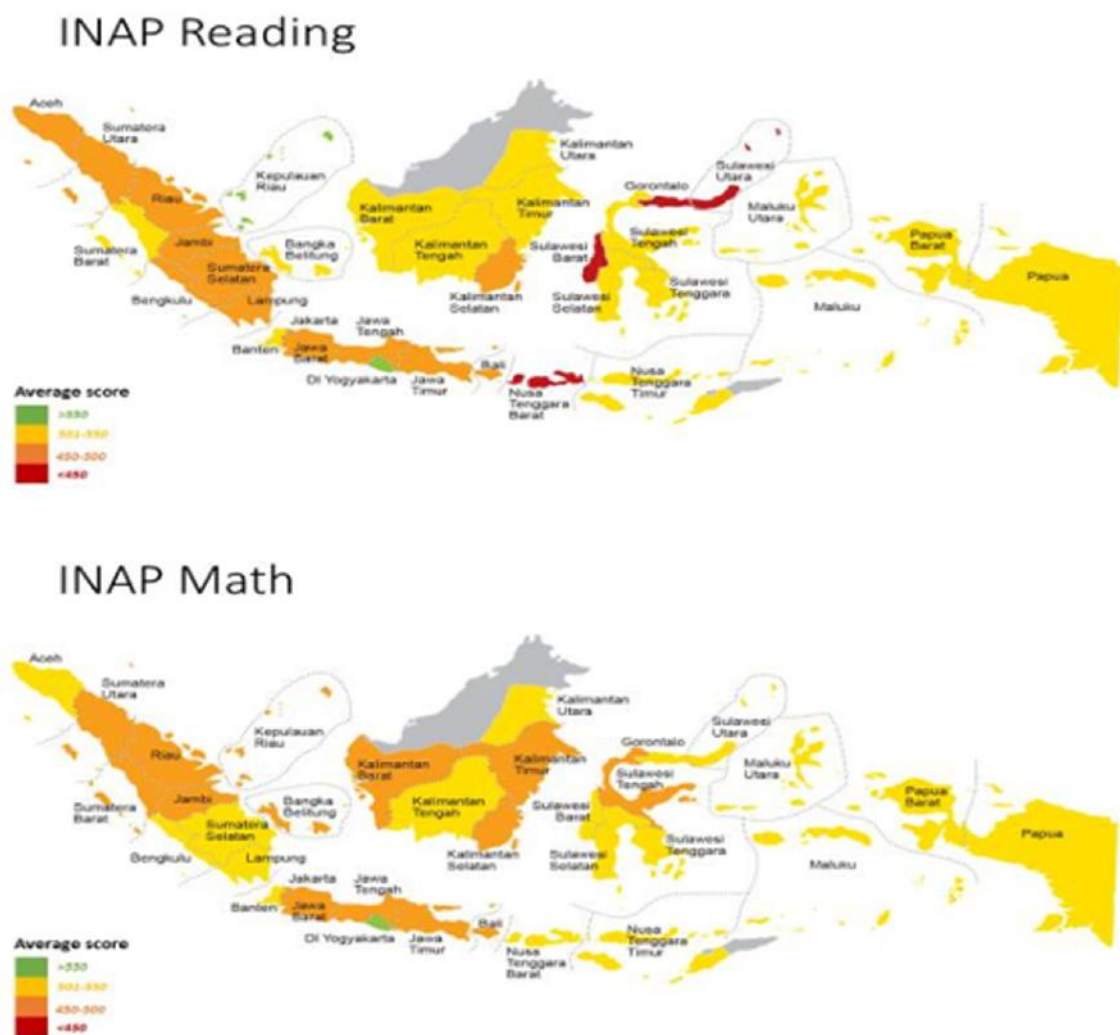 INAP Reading
Aceh
Sumatera
Utara
Kepulauan
Riau
Riau
Sumatera
Barat
Jambi
Bangka
Belitung
Sumatera
Selatan
Bengkulu
Lampung
Kalimantan
Utara
Kalimantan
Barat
Kalimantan
Timur
Kalimantan
Tengah
Kalimantan
Selatan
Gorontalo
Sulawesi
Utara
Sulawesi
Tengah
Sulawesi
Barat
Sulawesi
Selatan
Sulawesi
Tenggara
Maluku
Utara
Maluku
Papua
Barat
Papua
Jakarta
Jawa
Tengah
Banten
Jawa
Barat
DI Yogyakarta
Jawa
Timur
Bali
Nusa
Tenggara
Barat
Nusa
Tenggara
Timur
Average score
>550
501-550
450-500
<450
INAP Math
Aceh
Sumatera
Utara
Kepulauan
Riau
Riau
Sumatera
Barat
Jambi
Bangka
Belitung
Sumatera
Selatan
Bengkulu
Lampung
Kalimantan
Utara
Kalimantan
Barat
Kalimantan
Timur
Kalimantan
Tengah
Kalimantan
Selatan
Gorontalo
Sulawesi
Utara
Sulawesi
Tengah
Sulawesi
Barat
Sulawesi
Selatan
Sulawesi
Tenggara
Maluku
Utara
Maluku
Papua
Barat
Papua
Jakarta
Jawa
Tengah
Banten
Jawa
Barat
DI Yogyakarta
Jawa
Timur
Bali
Nusa
Tenggara
Barat
Nusa
Tenggara
Timur
Average score
>550
501-550
450-500
<450